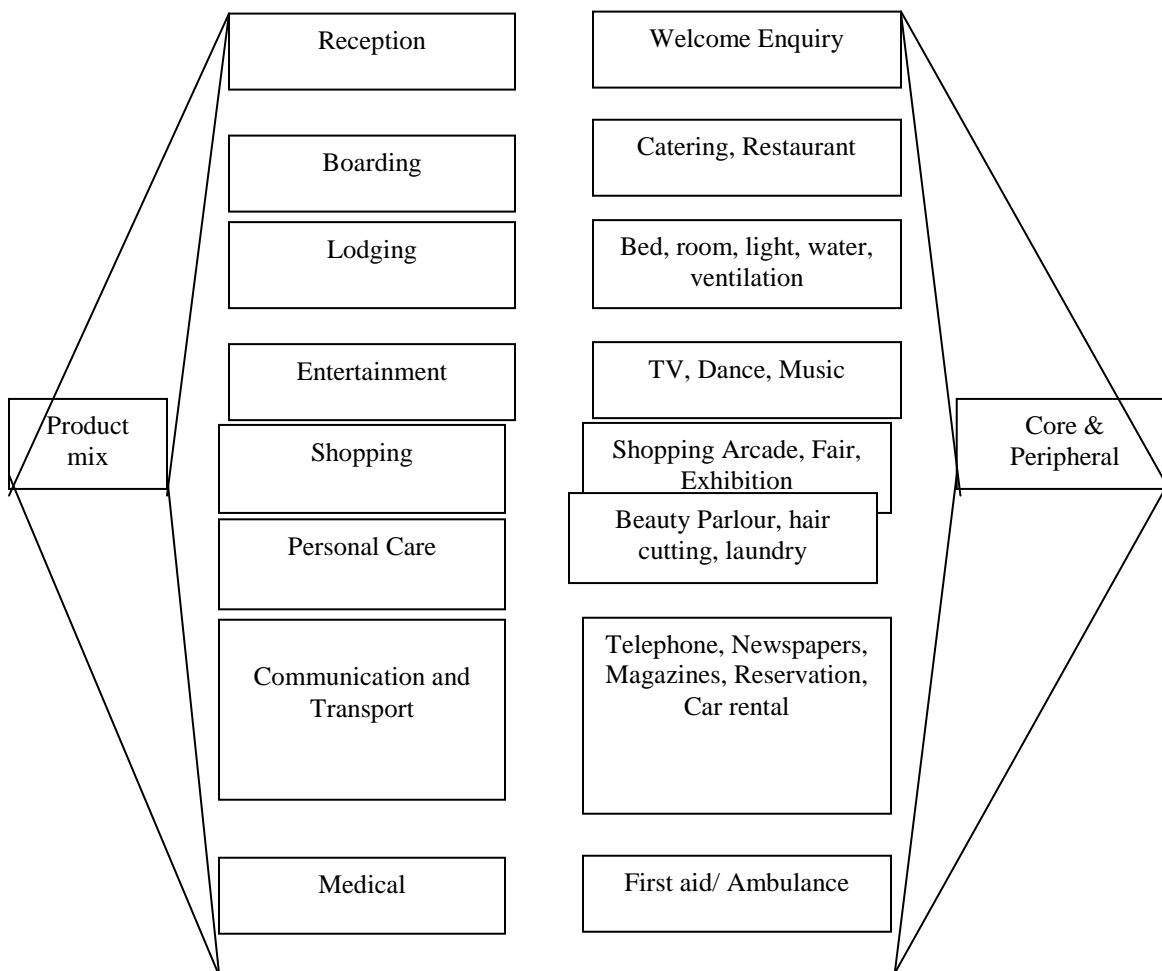 Reception
Welcome Enquiry
Boarding
Catering, Restaurant
Lodging
Bed, room, light, water,
ventilation
Entertainment
TV, Dance, Music
Product
mix
Shopping
Shopping Arcade, Fair,
Exhibition
Core &
Peripheral
Personal Care
Beauty Parlour, hair
cutting, laundry
Communication and
Transport
Telephone, Newspapers,
Magazines, Reservation,
Car rental
Medical
First aid/ Ambulance